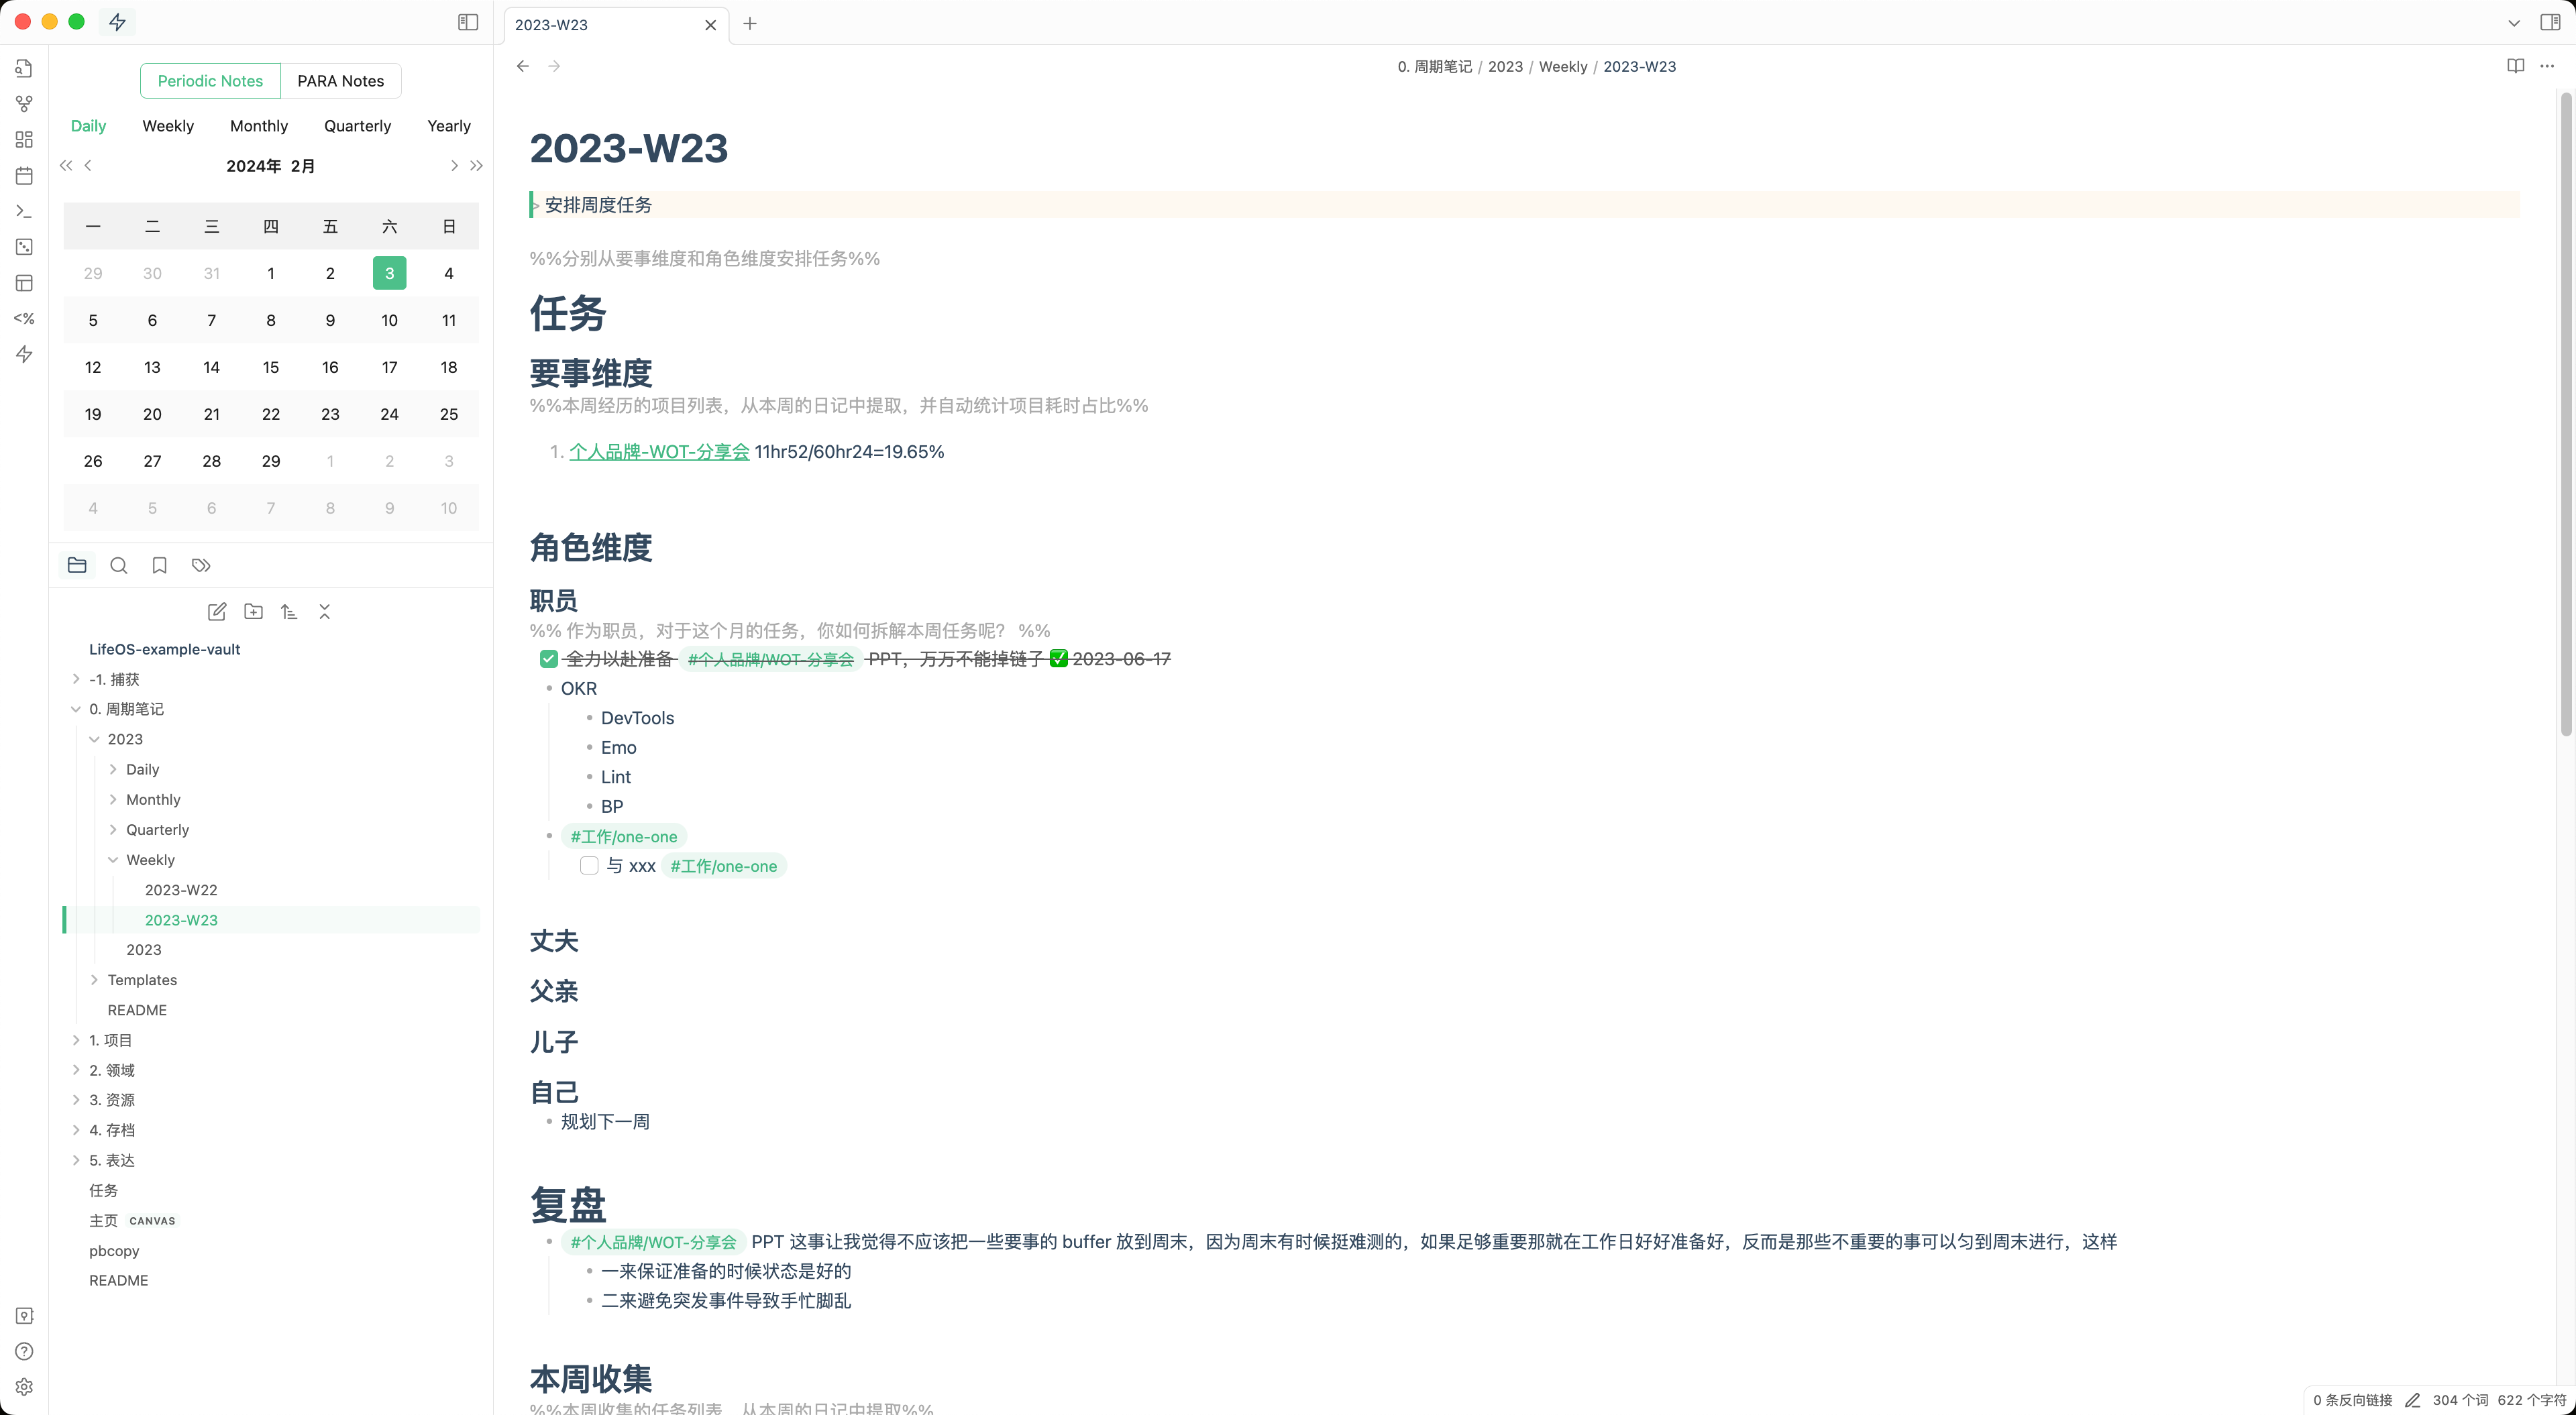 2023-W23
Periodic Notes PARA Notes
Daily Weekly Monthly Quarterly Yearly
2024年 2月
一 二 三 四 五 六 日
29 30 31 1 2 3 4
5 6 7 8 9 10 11
12 13 14 15 16 17 18
19 20 21 22 23 24 25
26 27 28 29 1 2 3
4 5 6 7 8 9 10
<%
LifeOS-example-vault
-1. 捕获
0. 周期笔记
2023
Daily
Monthly
Quarterly
Weekly
2023-W22
2023-W23
2023
Templates
README
1. 项目
2. 领域
3. 资源
4. 存档
5. 表达
任务
主页 CANVAS
pbcopy
README
0. 周期笔记 / 2023 / Weekly / 2023-W23
2023-W23
> 安排周度任务
%%分别从要事维度和角色维度安排任务%%
任务
要事维度
%%本周经历的项目列表，从本周的日记中提取，并自动统计项目耗时占比%%
1. 个人品牌-WOT-分享会 11hr52/60hr24=19.65%
角色维度
职员
%% 作为职员，对于这个月的任务，你如何拆解本周任务呢？ %%
全力以赴准备 #个人品牌/WOT-分享会 PPT，万万不能掉链子 ✅ 2023-06-17
• OKR
• DevTools
• Emo
• Lint
• BP
• #工作/one-one
与 xxx #工作/one-one
丈夫
父亲
儿子
自己
• 规划下一周
复盘
• #个人品牌/WOT-分享会 PPT 这事让我觉得不应该把一些要事的 buffer 放到周末，因为周末有时候挺难测的，如果足够重要那就在工作日好好准备好，反而是那些不重要的事可以匀到周末进行，这样
• 一来保证准备的时候状态是好的
• 二来避免突发事件导致手忙脚乱
本周收集
%%本周收集的任务列表，从本周的日记中提取%%
0 条反向链接 304 个词 622 个字符